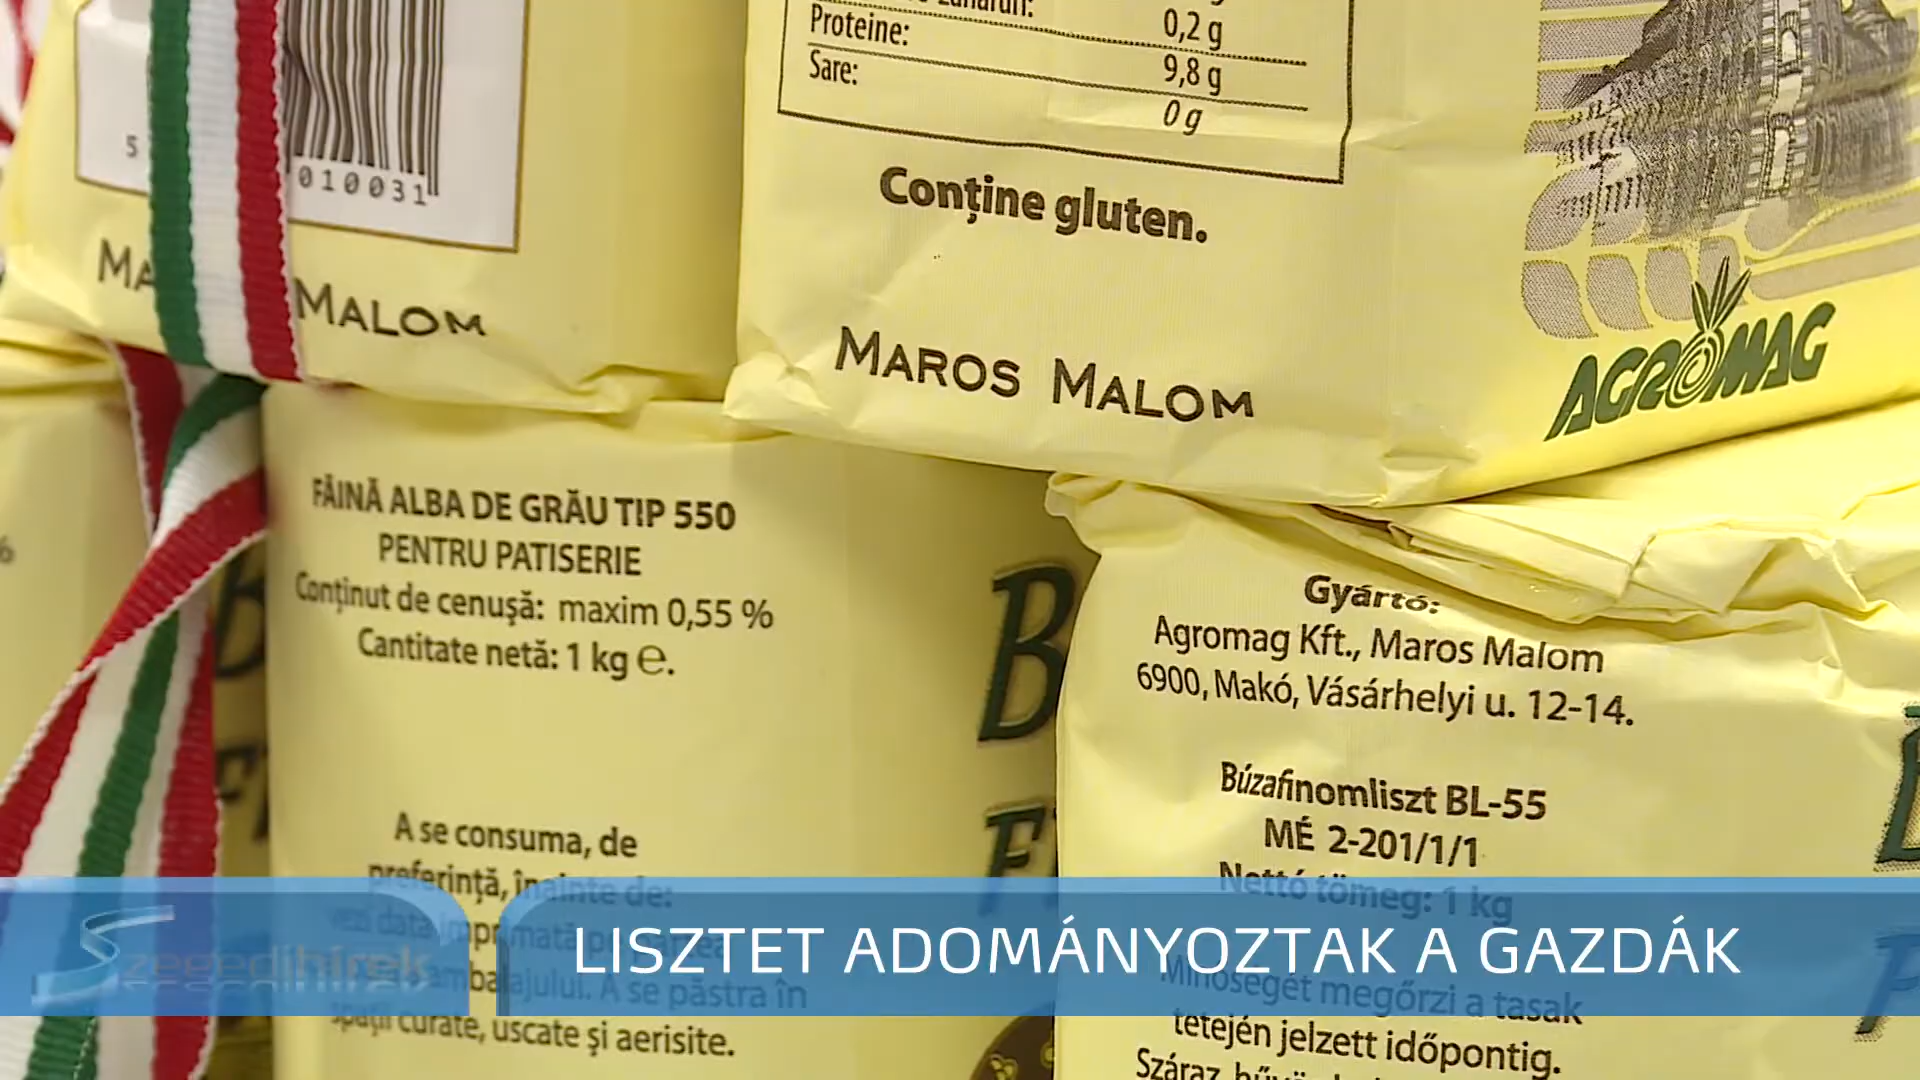 Proteine:
0,2 g
Sare:
9,8 g
0 g
Conține gluten.
MAROS MALOM
AGROMAG
5
010031
MALOM
FĂINĂ ALBA DE GRĂU TIP 550
PENTRU PATISERIE
Conținut de cenușă: maxim 0,55 %
Cantitate netă: 1 kg e.
A se consuma, de
preferință, înainte de:
ambalajului. A se păstra în
spații curate, uscate și aerisite.
Gyártó:
Agromag Kft., Maros Malom
6900, Makó, Vásárhelyi u. 12-14.
Búzafinomliszt BL-55
MÉ 2-201/1/1
Nettó tömeg: 1 kg
Minőségét megőrzi a tasak
tetején jelzett időpontig.
Száraz
Szegedihírek
LISZTET ADOMÁNYOZTAK A GAZDÁK